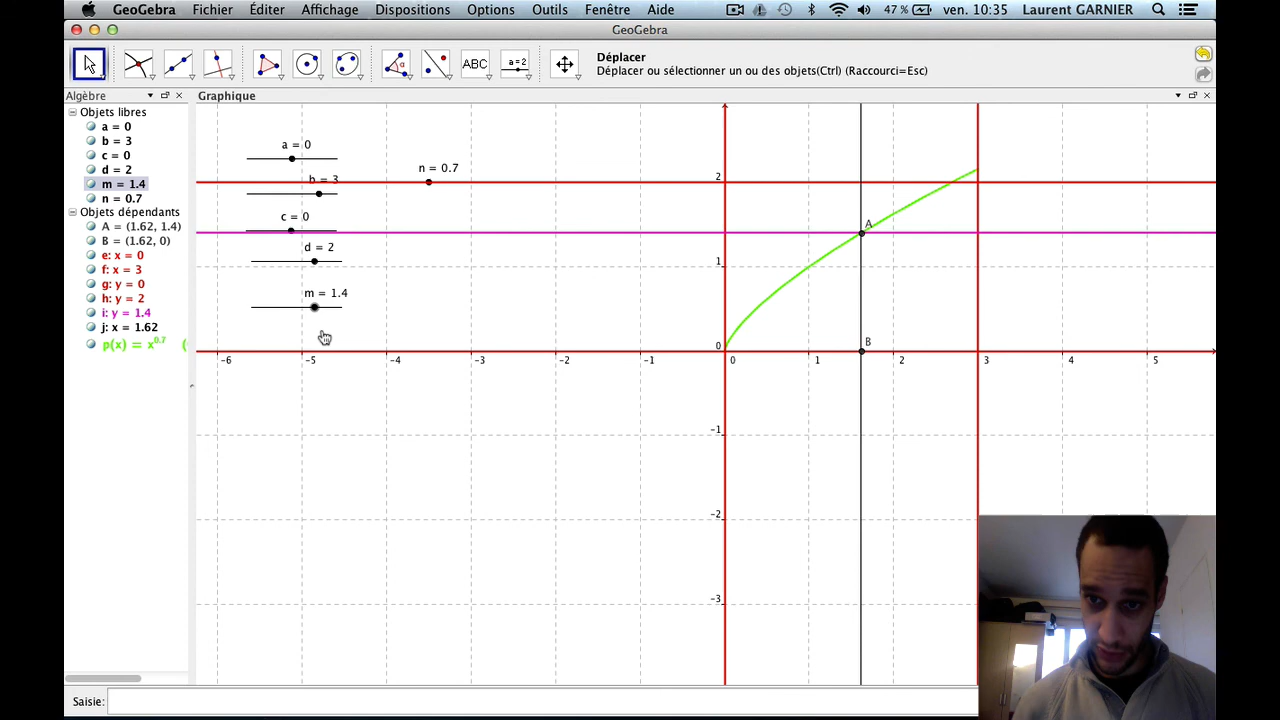 GeoGebra Fichier Éditer Affichage Dispositions Options Outils Fenêtre Aide 47 % ven. 10:35 Laurent GARNIER
GeoGebra
ABC
a=2
Déplacer
Déplacer ou sélectionner un ou des objets(Ctrl) (Raccourci=Esc)
Algèbre
Graphique
Objets libres
a = 0
b = 3
c = 0
d = 2
m = 1.4
n = 0.7
Objets dépendants
A = (1.62, 1.4)
B = (1.62, 0)
e: x = 0
f: x = 3
g: y = 0
h: y = 2
i: y = 1.4
j: x = 1.62
p(x) = x^0.7 (
a = 0
n = 0.7
b = 3
c = 0
d = 2
m = 1.4
A
B
2
1
0
-6 -5 -4 -3 -2 -1 0 1 2 3 4 5
-1
-2
-3
Saisie: